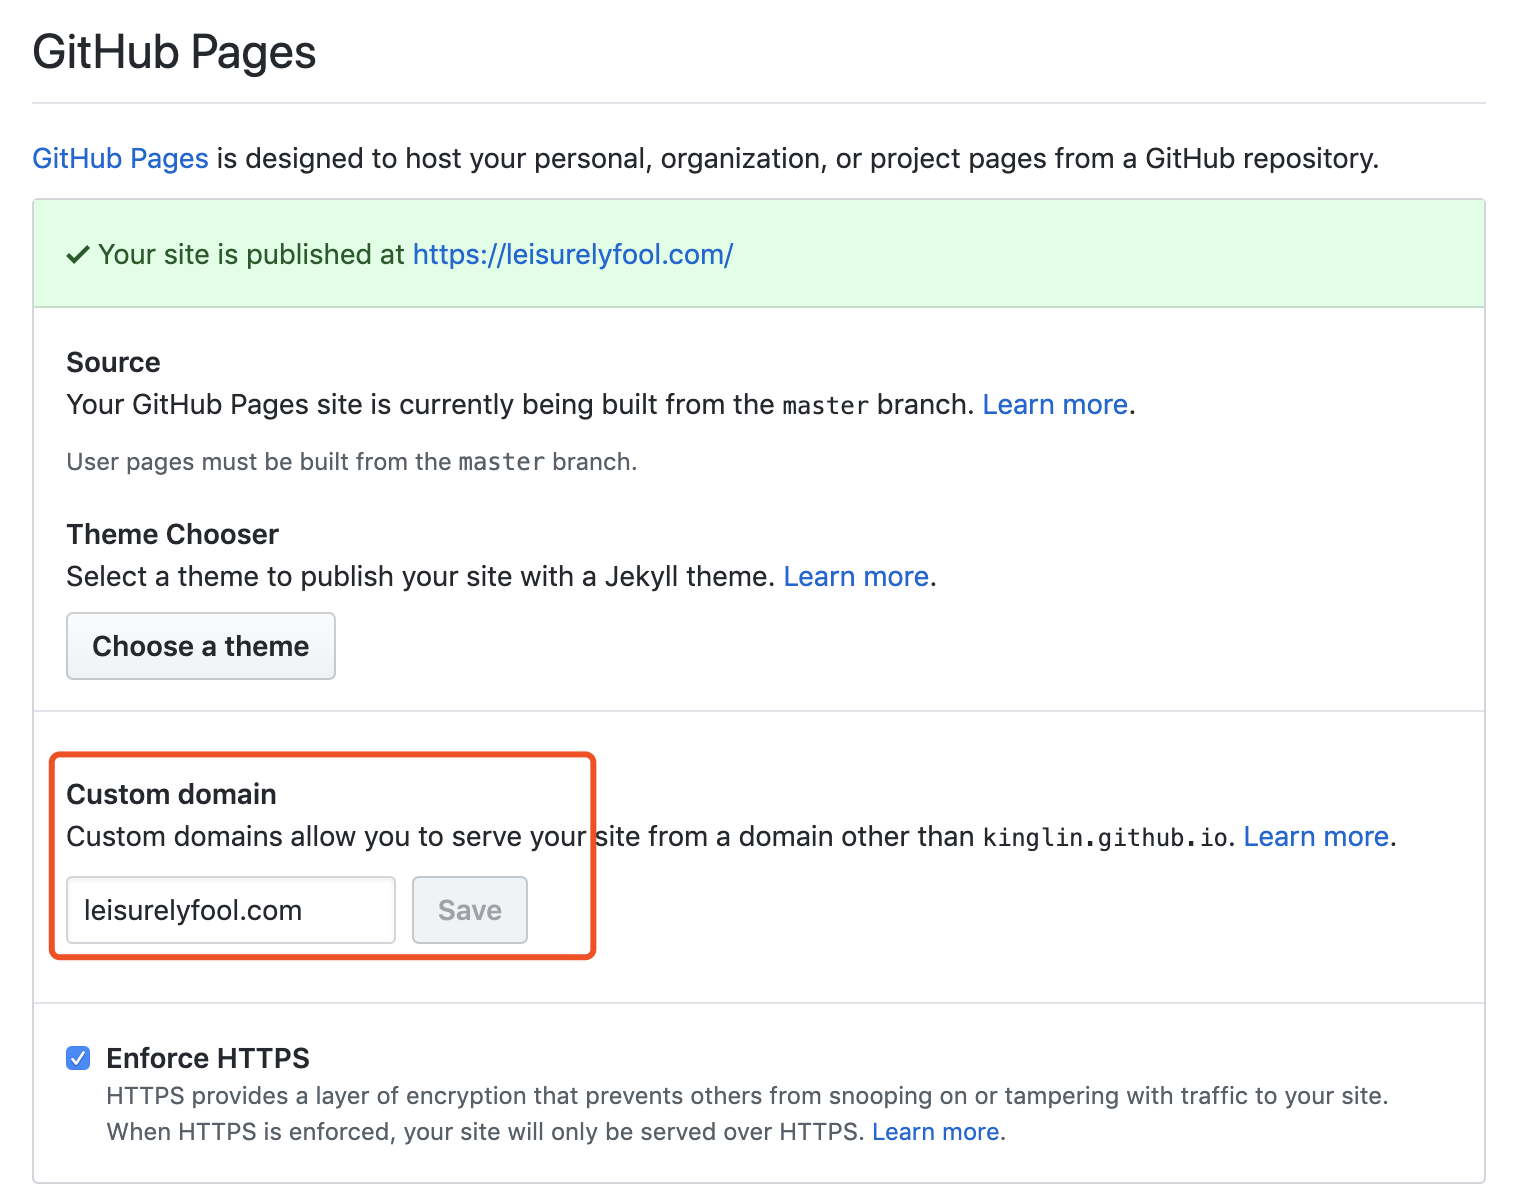 GitHub Pages
GitHub Pages is designed to host your personal, organization, or project pages from a GitHub repository.
Your site is published at https://leisurelyfool.com/
Source
Your GitHub Pages site is currently being built from the master branch. Learn more.
User pages must be built from the master branch.
Theme Chooser
Select a theme to publish your site with a Jekyll theme. Learn more.
Choose a theme
Custom domain
Custom domains allow you to serve your site from a domain other than kinglin.github.io. Learn more.
leisurelyfool.com Save
Enforce HTTPS
HTTPS provides a layer of encryption that prevents others from snooping on or tampering with traffic to your site.
When HTTPS is enforced, your site will only be served over HTTPS. Learn more.